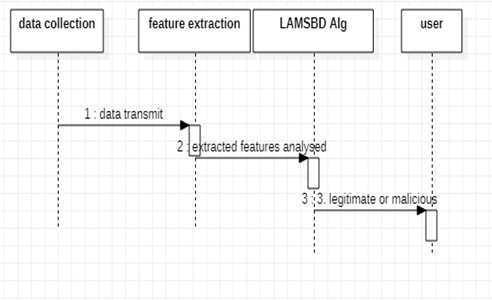 data collection
feature extraction
LAMSBD Alg
user
1 : data transmit
2 : extracted features analysed
3 : 3. legitimate or malicious